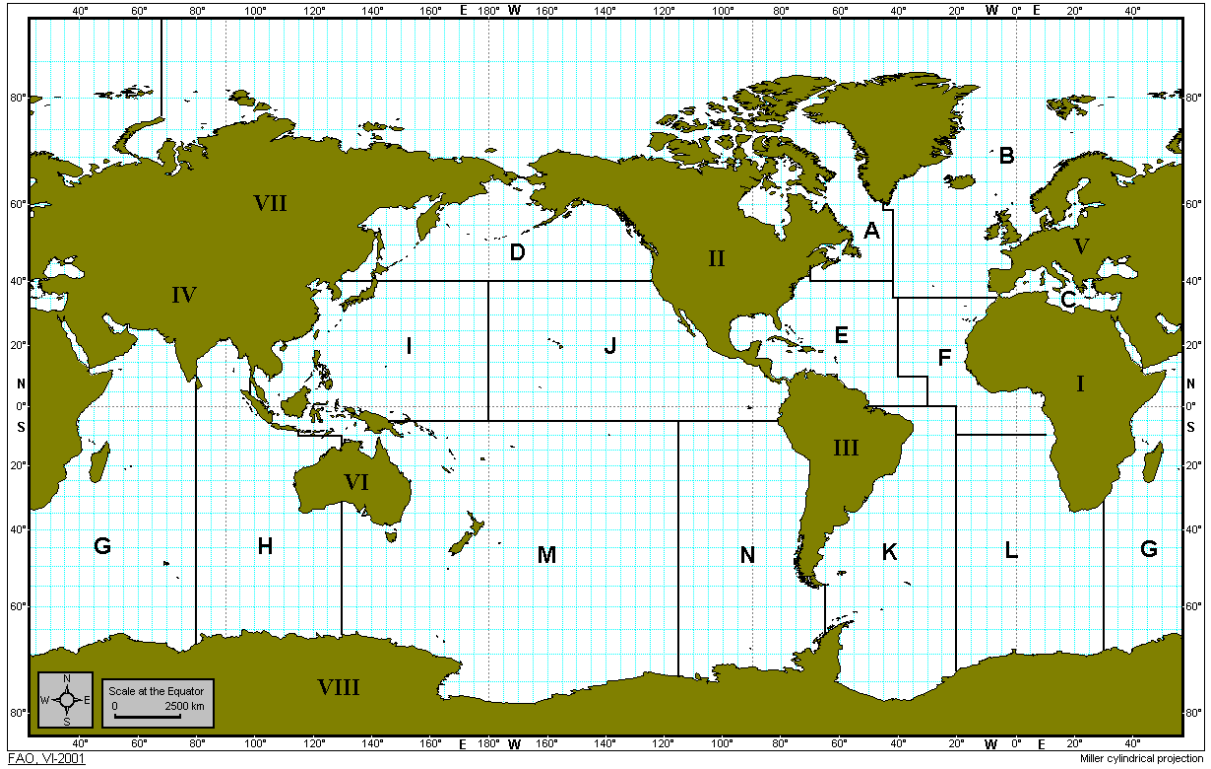 40° 60° 80° 100° 120° 140° 160° E 180° W 160° 140° 120° 100° 80° 60° 40° 20° W 0° E 20° 40°
80° 80°
B
VII
60° 60°
A
V
D
II
40° 40°
IV
C
E
I J
20° 20°
F
N N
I
0° 0°
S S
III
20° 20°
VI
40° 40°
G H M N K L G
60° 60°
N
W E
S
Scale at the Equator
0 2500 km
VIII
80° 80°
40° 60° 80° 100° 120° 140° 160° E 180° W 160° 140° 120° 100° 80° 60° 40° 20° W 0° E 20° 40°
FAO, VI-2001 Miller cylindrical projection